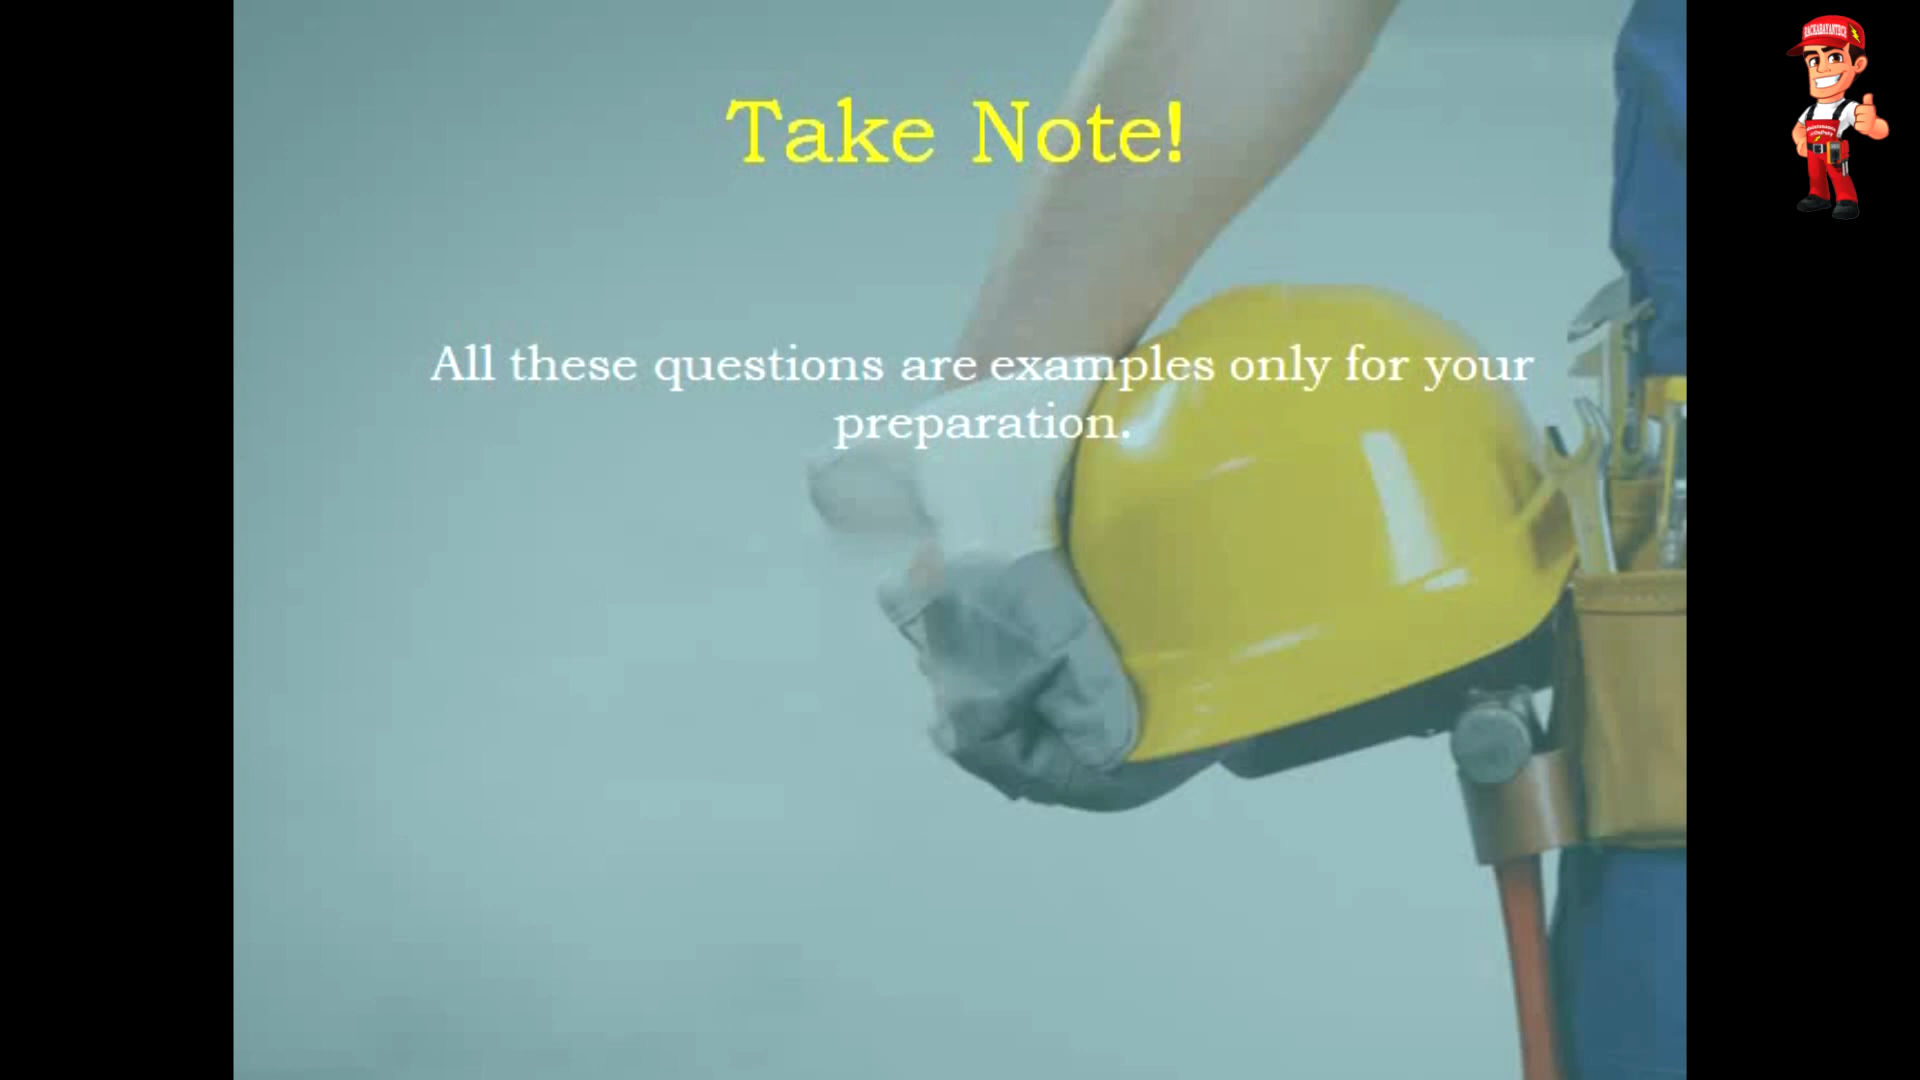 Take Note!
All these questions are examples only for your
preparation.